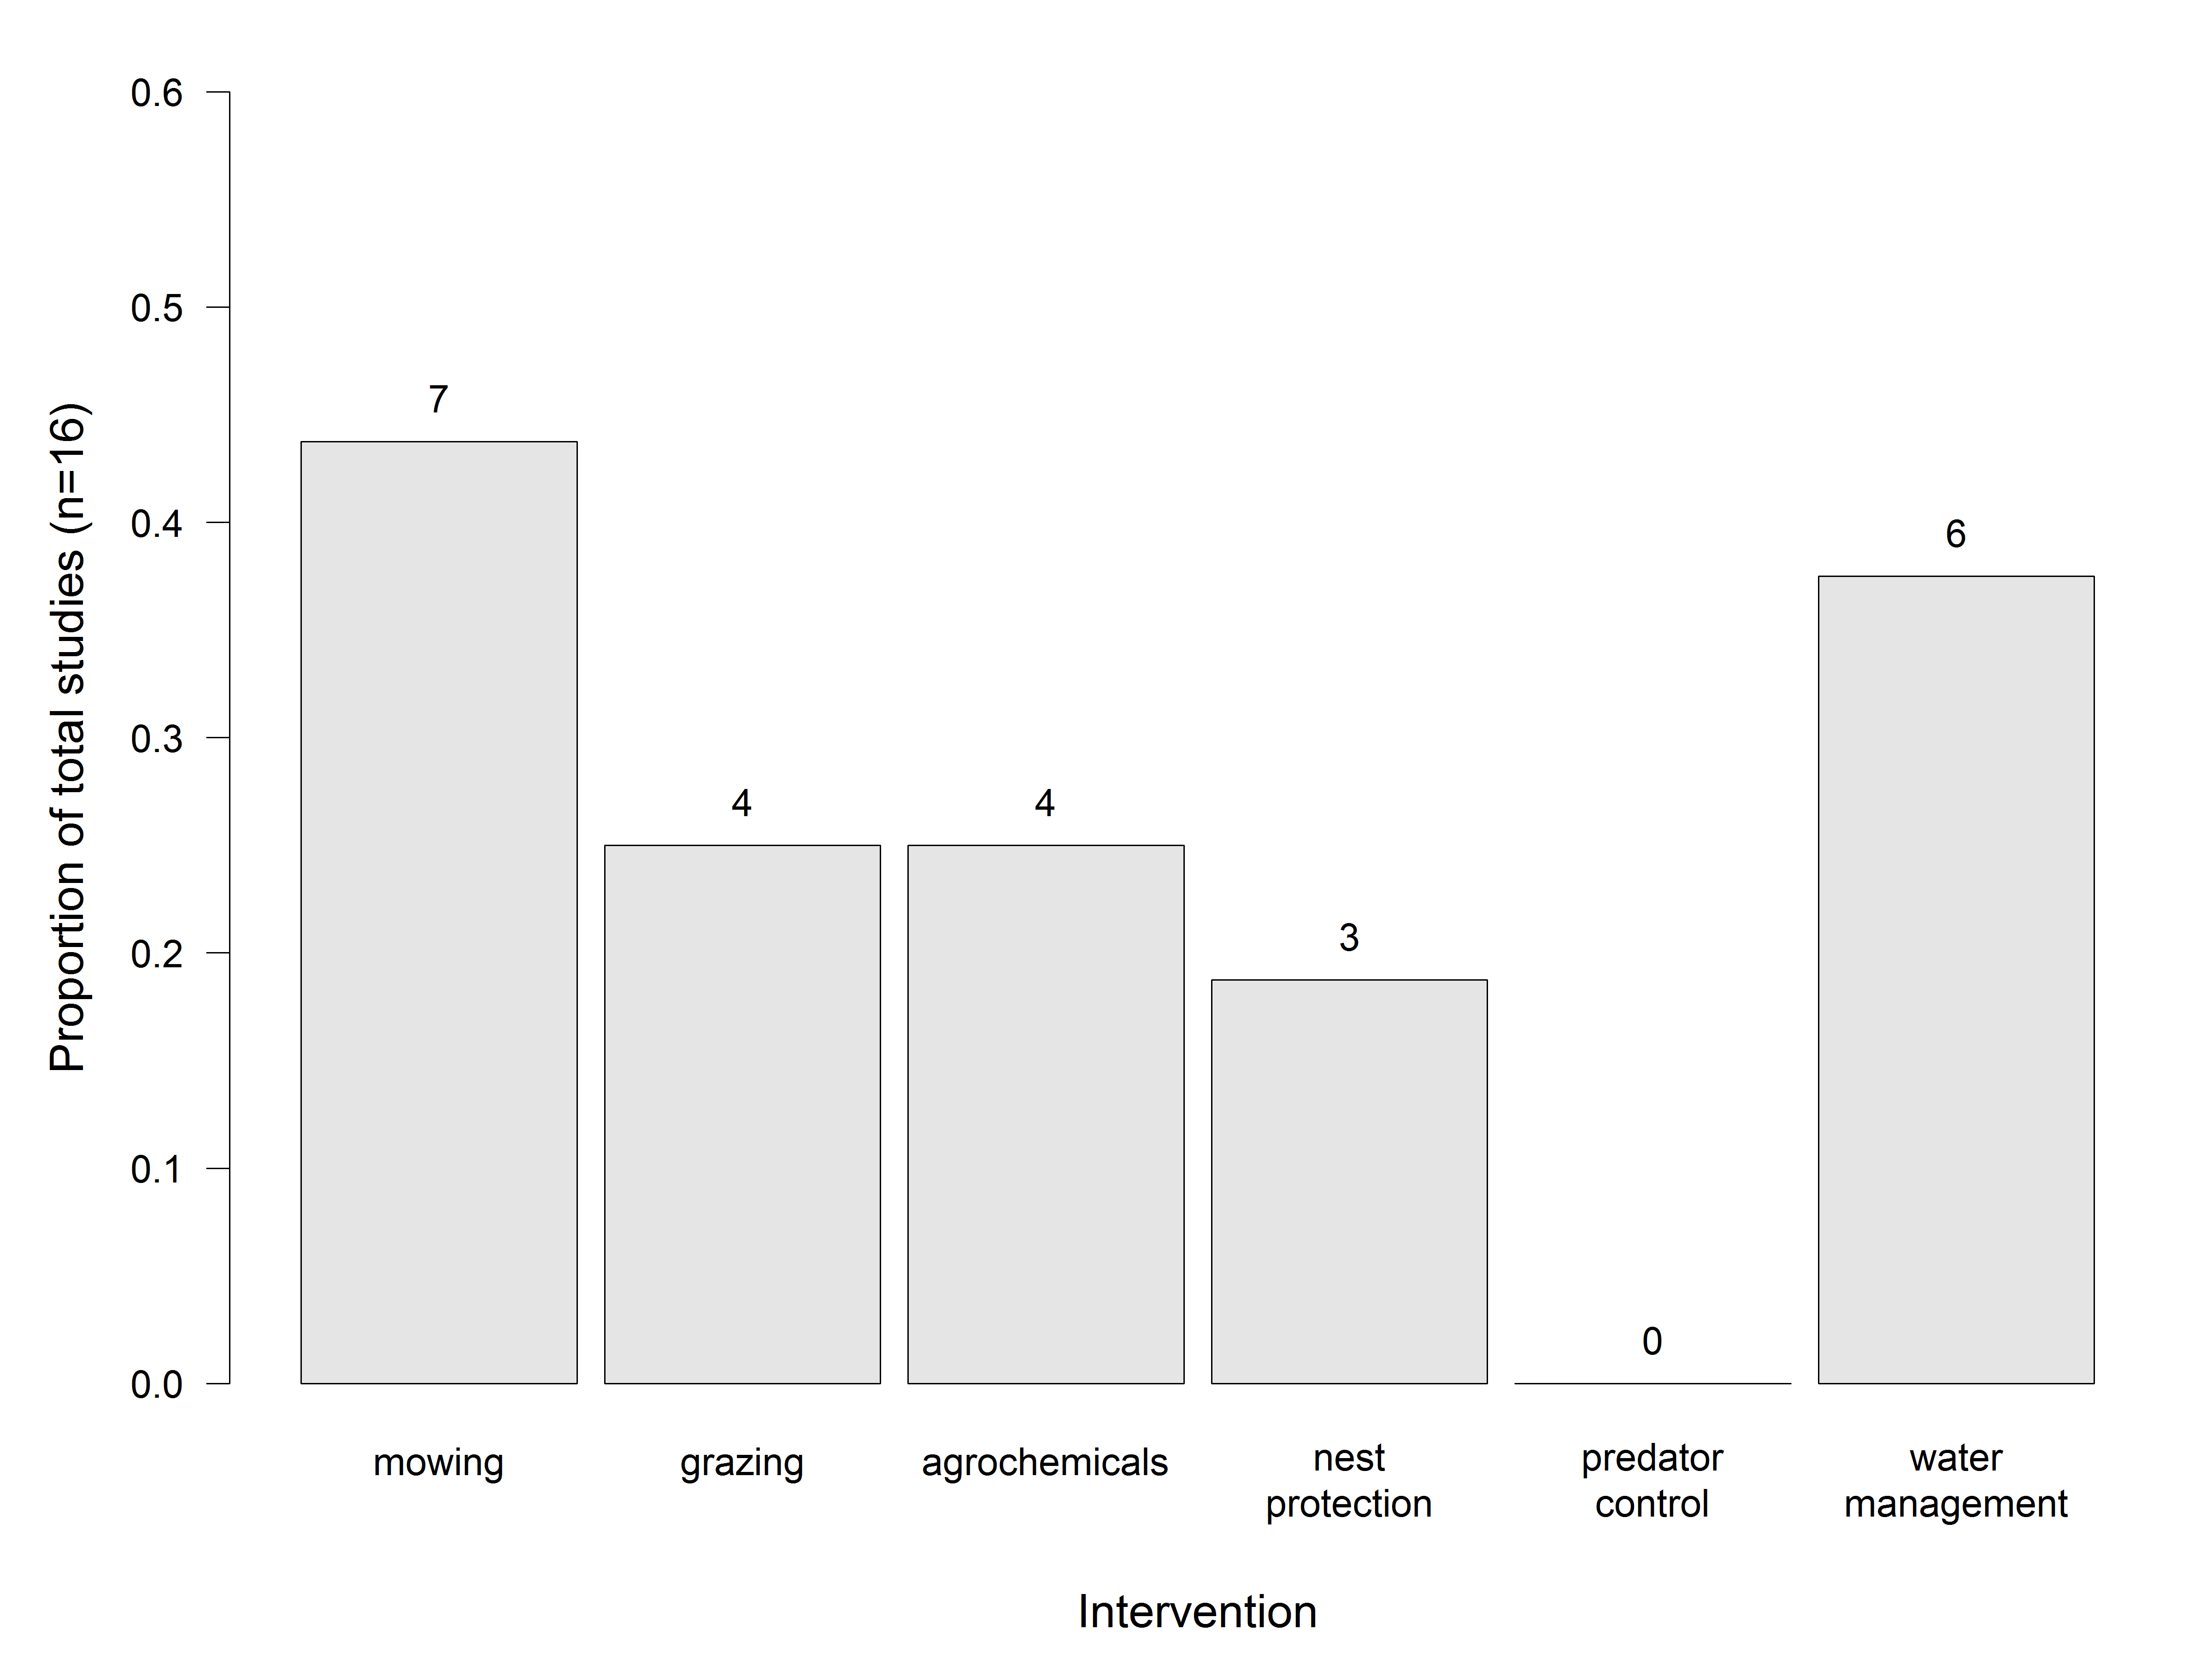 Proportion of total studies (n=16)
0.6
0.5
0.4
0.3
0.2
0.1
0.0
7
4
4
3
0
6
mowing
grazing
agrochemicals
nest
protection
predator
control
water
management
Intervention